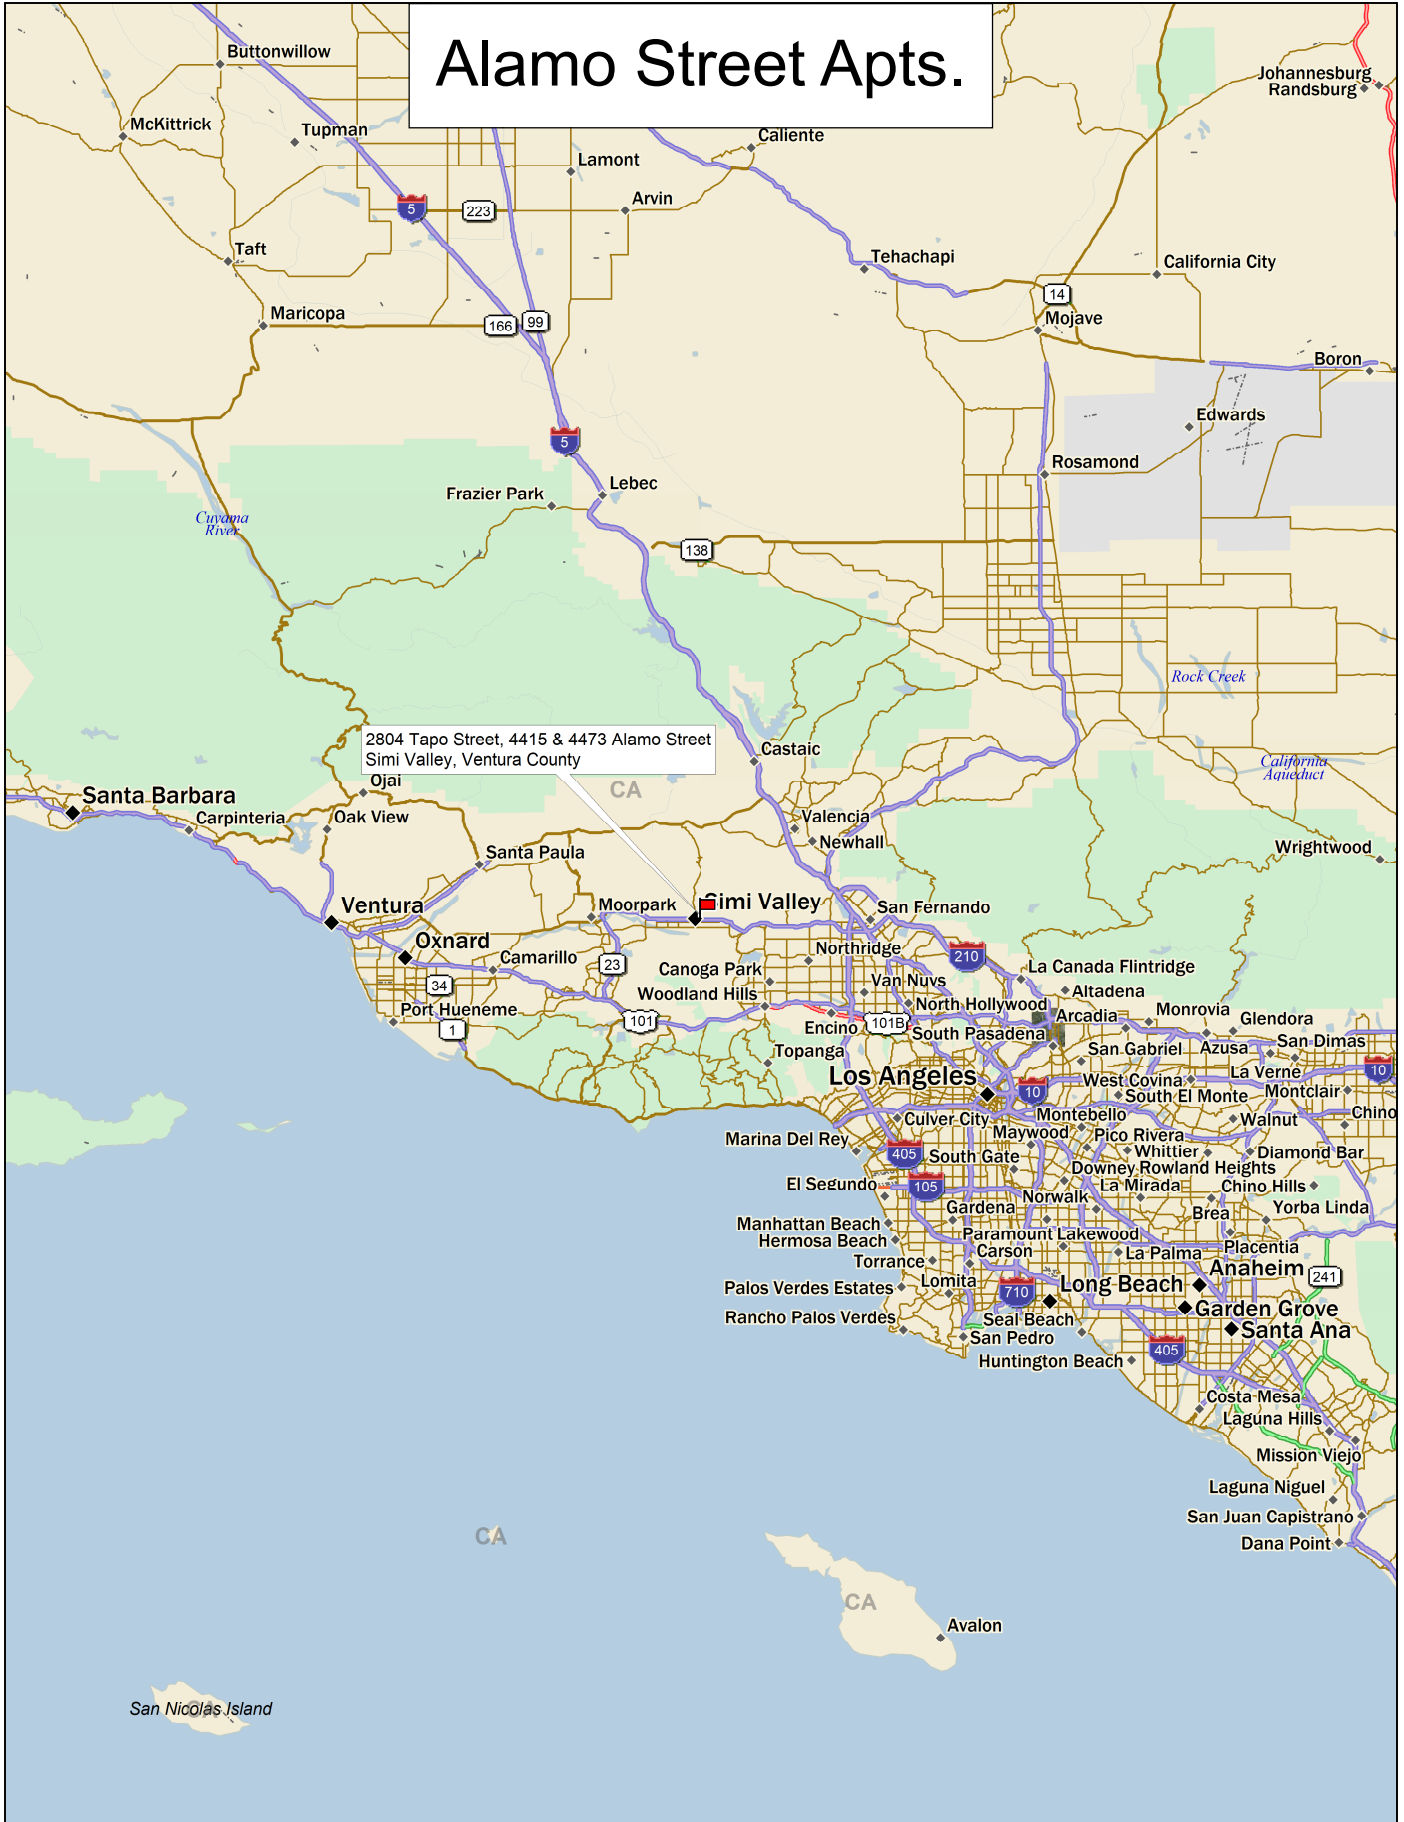 Alamo Street Apts.
Buttonwillow
Johannesburg
Randsburg
McKittrick
Tupman
Caliente
Lamont
Arvin
5
223
Taft
Tehachapi
California City
14
Maricopa
166
99
Mojave
Boron
Edwards
5
Rosamond
Lebec
Frazier Park
Cuyama
River
138
Rock Creek
2804 Tapo Street, 4415 & 4473 Alamo Street
Simi Valley, Ventura County
Castaic
California
Aqueduct
Ojai
CA
Santa Barbara
Carpinteria
Oak View
Valencia
Newhall
Wrightwood
Santa Paula
Ventura
Moorpark
Simi Valley
San Fernando
Oxnard
Camarillo
23
Northridge
210
Canoga Park
La Canada Flintridge
34
Woodland Hills
Van Nuys
Altadena
Port Hueneme
North Hollywood
Arcadia
Monrovia
Glendora
1
101
Encino
101B
South Pasadena
San Dimas
Topanga
San Gabriel
Azusa
La Verne
10
Los Angeles
10
West Covina
South El Monte
Montclair
Culver City
Montebello
Walnut
Chino
Marina Del Rey
Maywood
Pico Rivera
405
South Gate
Whittier
Diamond Bar
Downey
Rowland Heights
El Segundo
105
La Mirada
Chino Hills
Norwalk
Gardena
Brea
Yorba Linda
Manhattan Beach
Hermosa Beach
Paramount
Lakewood
Carson
La Palma
Placentia
Torrance
Anaheim
241
Palos Verdes Estates
Lomita
710
Long Beach
Rancho Palos Verdes
Seal Beach
Garden Grove
San Pedro
Santa Ana
Huntington Beach
405
Costa Mesa
Laguna Hills
Mission Viejo
Laguna Niguel
San Juan Capistrano
Dana Point
CA
CA
Avalon
San Nicolas Island
CA